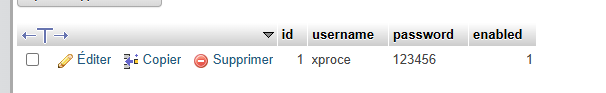 ←T→ id username password enabled
Éditer Copier Supprimer 1 xproce 123456 1